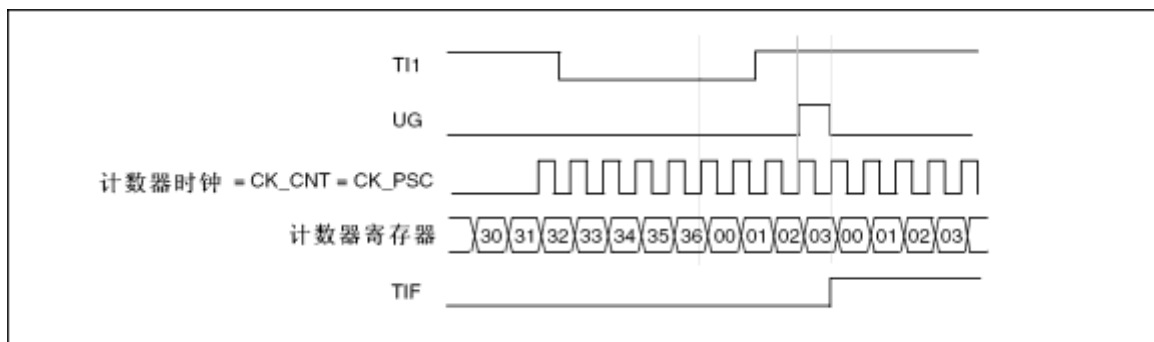 TI1
UG
计数器时钟 = CK_CNT = CK_PSC
计数器寄存器 30 31 32 33 34 35 36 00 01 02 03 00 01 02 03
TIF